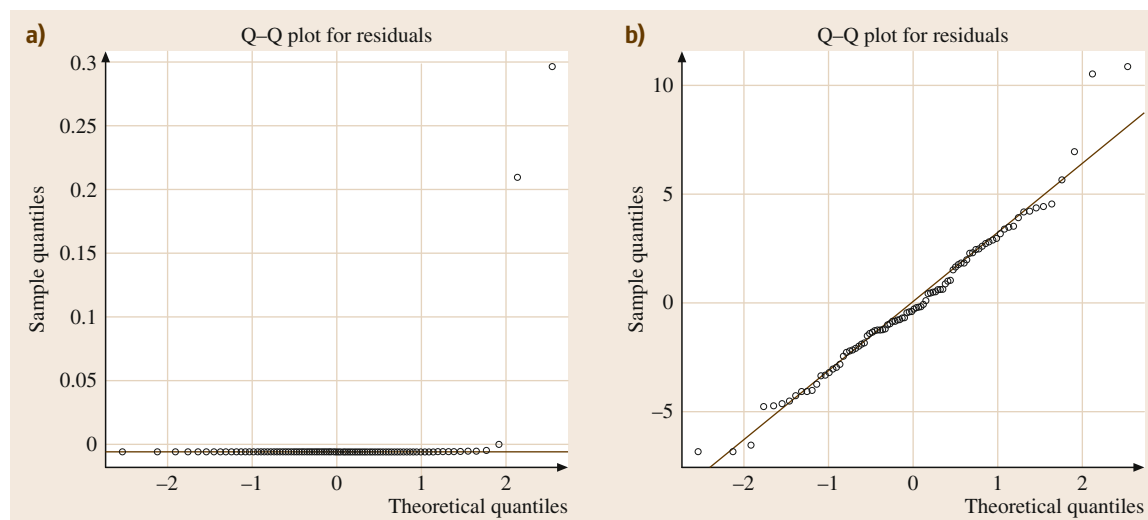 a)
Q–Q plot for residuals
Sample quantiles
0.3
0.25
0.2
0.15
0.1
0.05
0
–2 –1 0 1 2
Theoretical quantiles
b)
Q–Q plot for residuals
Sample quantiles
10
5
0
–5
–2 –1 0 1 2
Theoretical quantiles